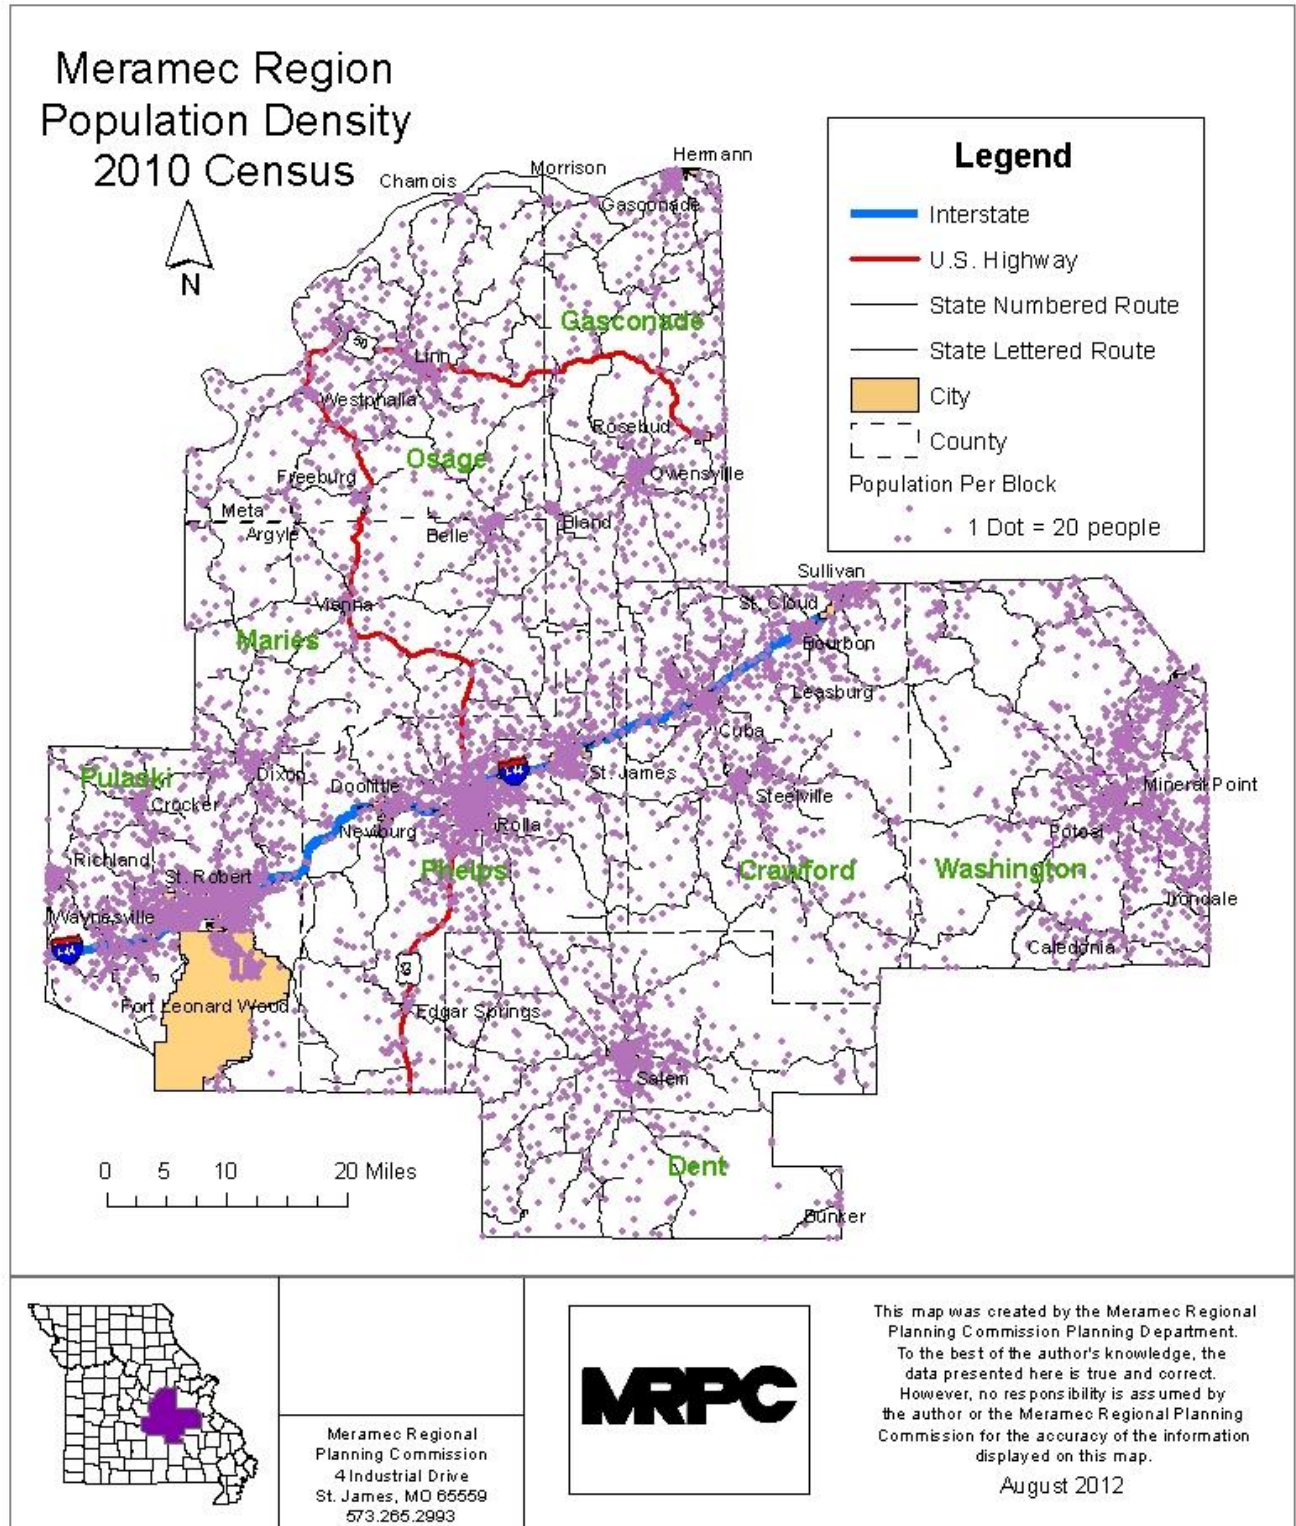 Meramec Region
Population Density
2010 Census
N
Legend
Interstate
U.S. Highway
State Numbered Route
State Lettered Route
City
County
Population Per Block
1 Dot = 20 people
Hermann
Morrison
Chamois
Gasconade
Gasconade
50
Linn
Westphalia
Rosebud
Osage
Owensville
Freeburg
Meta
Bland
Argyle
Belle
Sullivan
St. Cloud
Vienna
Maries
Bourbon
Leasburg
Cuba
I-44
St. James
Dixon
Pulaski
Doolittle
Mineral Point
Crocker
Steelville
Newburg
Rolla
Potosi
Richland
St. Robert
Phelps
Crawford
Washington
Irondale
Waynesville
I-44
Caledonia
63
Fort Leonard Wood
Edgar Springs
Salem
Dent
Bunker
0 5 10 20 Miles
Meramec Regional
Planning Commission
4 Industrial Drive
St. James, MO 65559
573.265.2993
MRPC
This map was created by the Meramec Regional
Planning Commission Planning Department.
To the best of the author's knowledge, the
data presented here is true and correct.
However, no responsibility is assumed by
the author or the Meramec Regional Planning
Commission for the accuracy of the information
displayed on this map.
August 2012